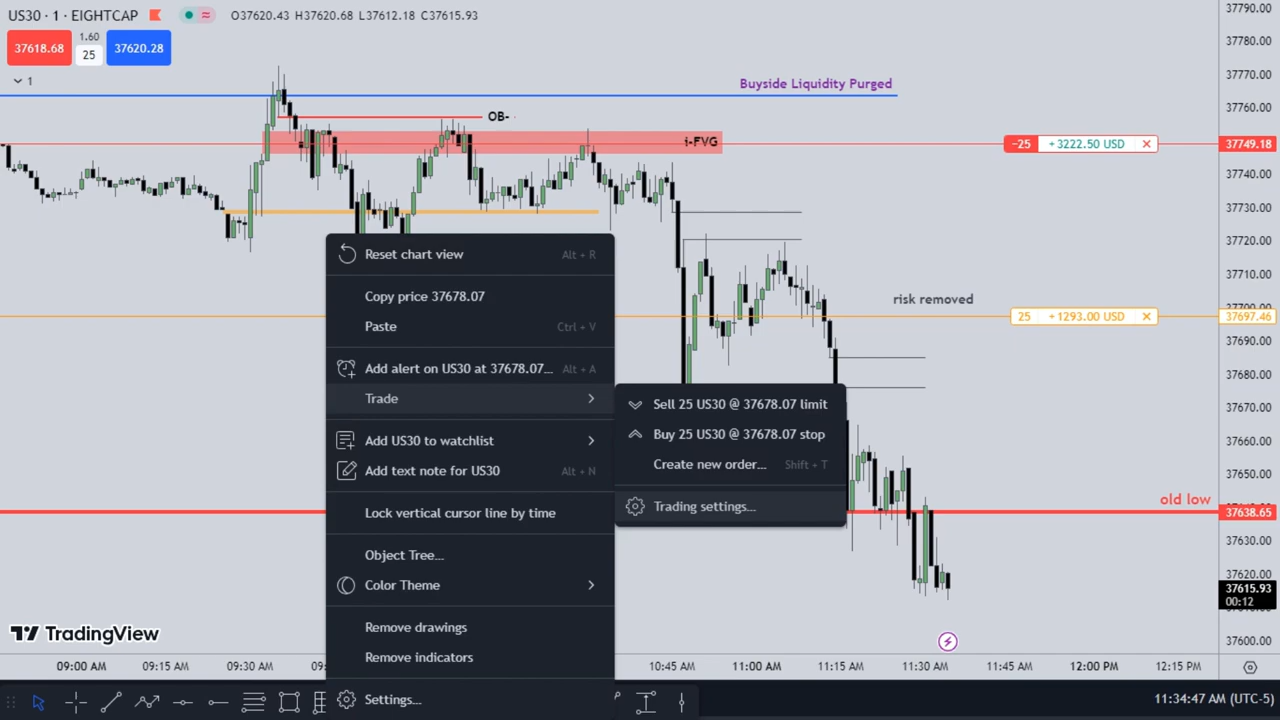 US30 · 1 · EIGHTCAP O37620.43 H37620.68 L37612.18 C37615.93
37618.68 1.60 25 37620.28
1
Buyside Liquidity Purged
OB-
i-FVG
-25 +3222.50 USD
risk removed
25 +1293.00 USD
old low
Reset chart view Alt + R
Copy price 37678.07
Paste Ctrl + V
Add alert on US30 at 37678.07... Alt + A
Trade
Add US30 to watchlist
Add text note for US30 Alt + N
Lock vertical cursor line by time
Object Tree...
Color Theme
Remove drawings
Remove indicators
Settings...
Sell 25 US30 @ 37678.07 limit
Buy 25 US30 @ 37678.07 stop
Create new order... Shift + T
Trading settings...
37790.00
37780.00
37770.00
37760.00
37749.18
37740.00
37730.00
37720.00
37710.00
37697.46
37690.00
37680.00
37670.00
37660.00
37650.00
37638.65
37630.00
37620.00
37615.93
00:12
37600.00
TradingView
09:00 AM 09:15 AM 09:30 AM 10:45 AM 11:00 AM 11:15 AM 11:30 AM 11:45 AM 12:00 PM 12:15 PM
11:34:47 AM (UTC-5)